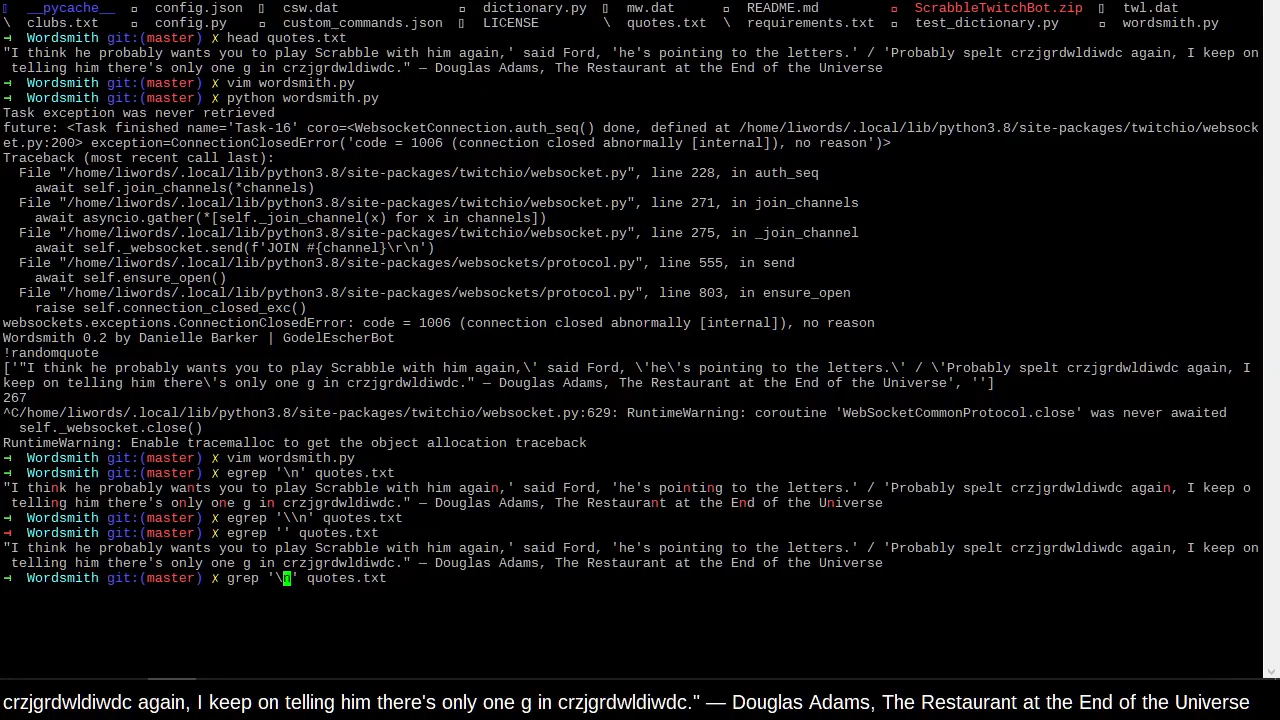 __pycache__ config.json csw.dat dictionary.py mw.dat README.md ScrabbleTwitchBot.zip twl.dat
\ clubs.txt config.py custom_commands.json LICENSE \ quotes.txt \ requirements.txt test_dictionary.py wordsmith.py
Wordsmith git:(master) ✗ head quotes.txt
"I think he probably wants you to play Scrabble with him again,' said Ford, 'he's pointing to the letters.' / 'Probably spelt crzjgrdwldiwdc again, I keep on
telling him there's only one g in crzjgrdwldiwdc." — Douglas Adams, The Restaurant at the End of the Universe
Wordsmith git:(master) ✗ vim wordsmith.py
Wordsmith git:(master) ✗ python wordsmith.py
Task exception was never retrieved
future: <Task finished name='Task-16' coro=<WebsocketConnection.auth_seq() done, defined at /home/liwords/.local/lib/python3.8/site-packages/twitchio/websock
et.py:200> exception=ConnectionClosedError('code = 1006 (connection closed abnormally [internal]), no reason')>
Traceback (most recent call last):
File "/home/liwords/.local/lib/python3.8/site-packages/twitchio/websocket.py", line 228, in auth_seq
await self.join_channels(*channels)
File "/home/liwords/.local/lib/python3.8/site-packages/twitchio/websocket.py", line 271, in join_channels
await asyncio.gather(*[self._join_channel(x) for x in channels])
File "/home/liwords/.local/lib/python3.8/site-packages/twitchio/websocket.py", line 275, in _join_channel
await self._websocket.send(f'JOIN #{channel}\r\n')
File "/home/liwords/.local/lib/python3.8/site-packages/websockets/protocol.py", line 555, in send
await self.ensure_open()
File "/home/liwords/.local/lib/python3.8/site-packages/websockets/protocol.py", line 803, in ensure_open
raise self.connection_closed_exc()
websockets.exceptions.ConnectionClosedError: code = 1006 (connection closed abnormally [internal]), no reason
Wordsmith 0.2 by Danielle Barker | GodelEscherBot
!randomquote
['"I think he probably wants you to play Scrabble with him again,\' said Ford, \'he\'s pointing to the letters.\' / \'Probably spelt crzjgrdwldiwdc again, I
keep on telling him there\'s only one g in crzjgrdwldiwdc." — Douglas Adams, The Restaurant at the End of the Universe', '']
267
^C/home/liwords/.local/lib/python3.8/site-packages/twitchio/websocket.py:629: RuntimeWarning: coroutine 'WebSocketCommonProtocol.close' was never awaited
self._websocket.close()
RuntimeWarning: Enable tracemalloc to get the object allocation traceback
Wordsmith git:(master) ✗ vim wordsmith.py
Wordsmith git:(master) ✗ egrep '\n' quotes.txt
"I think he probably wants you to play Scrabble with him again,' said Ford, 'he's pointing to the letters.' / 'Probably spelt crzjgrdwldiwdc again, I keep o
telling him there's only one g in crzjgrdwldiwdc." — Douglas Adams, The Restaurant at the End of the Universe
Wordsmith git:(master) ✗ egrep '\\n' quotes.txt
Wordsmith git:(master) ✗ egrep '' quotes.txt
"I think he probably wants you to play Scrabble with him again,' said Ford, 'he's pointing to the letters.' / 'Probably spelt crzjgrdwldiwdc again, I keep on
telling him there's only one g in crzjgrdwldiwdc." — Douglas Adams, The Restaurant at the End of the Universe
Wordsmith git:(master) ✗ grep '\n' quotes.txt
crzjgrdwldiwdc again, I keep on telling him there's only one g in crzjgrdwldiwdc." — Douglas Adams, The Restaurant at the End of the Universe